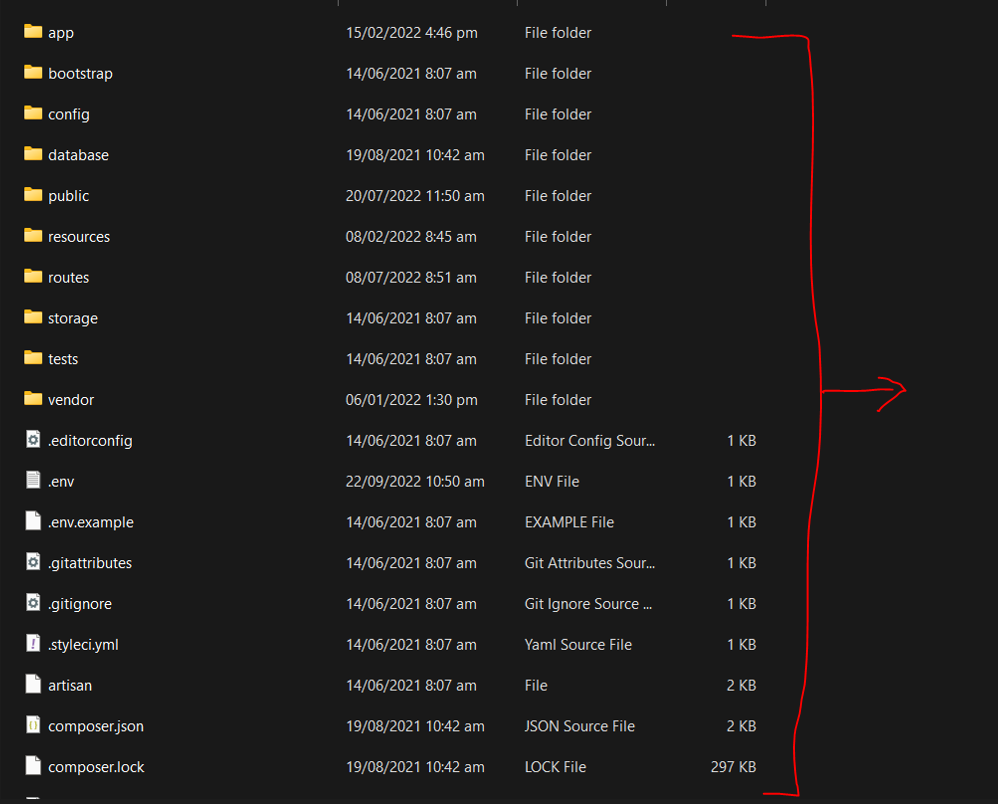 app 15/02/2022 4:46 pm File folder
bootstrap 14/06/2021 8:07 am File folder
config 14/06/2021 8:07 am File folder
database 19/08/2021 10:42 am File folder
public 20/07/2022 11:50 am File folder
resources 08/02/2022 8:45 am File folder
routes 08/07/2022 8:51 am File folder
storage 14/06/2021 8:07 am File folder
tests 14/06/2021 8:07 am File folder
vendor 06/01/2022 1:30 pm File folder
.editorconfig 14/06/2021 8:07 am Editor Config Sour... 1 KB
.env 22/09/2022 10:50 am ENV File 1 KB
.env.example 14/06/2021 8:07 am EXAMPLE File 1 KB
.gitattributes 14/06/2021 8:07 am Git Attributes Sour... 1 KB
.gitignore 14/06/2021 8:07 am Git Ignore Source ... 1 KB
.styleci.yml 14/06/2021 8:07 am Yaml Source File 1 KB
artisan 14/06/2021 8:07 am File 2 KB
composer.json 19/08/2021 10:42 am JSON Source File 2 KB
composer.lock 19/08/2021 10:42 am LOCK File 297 KB